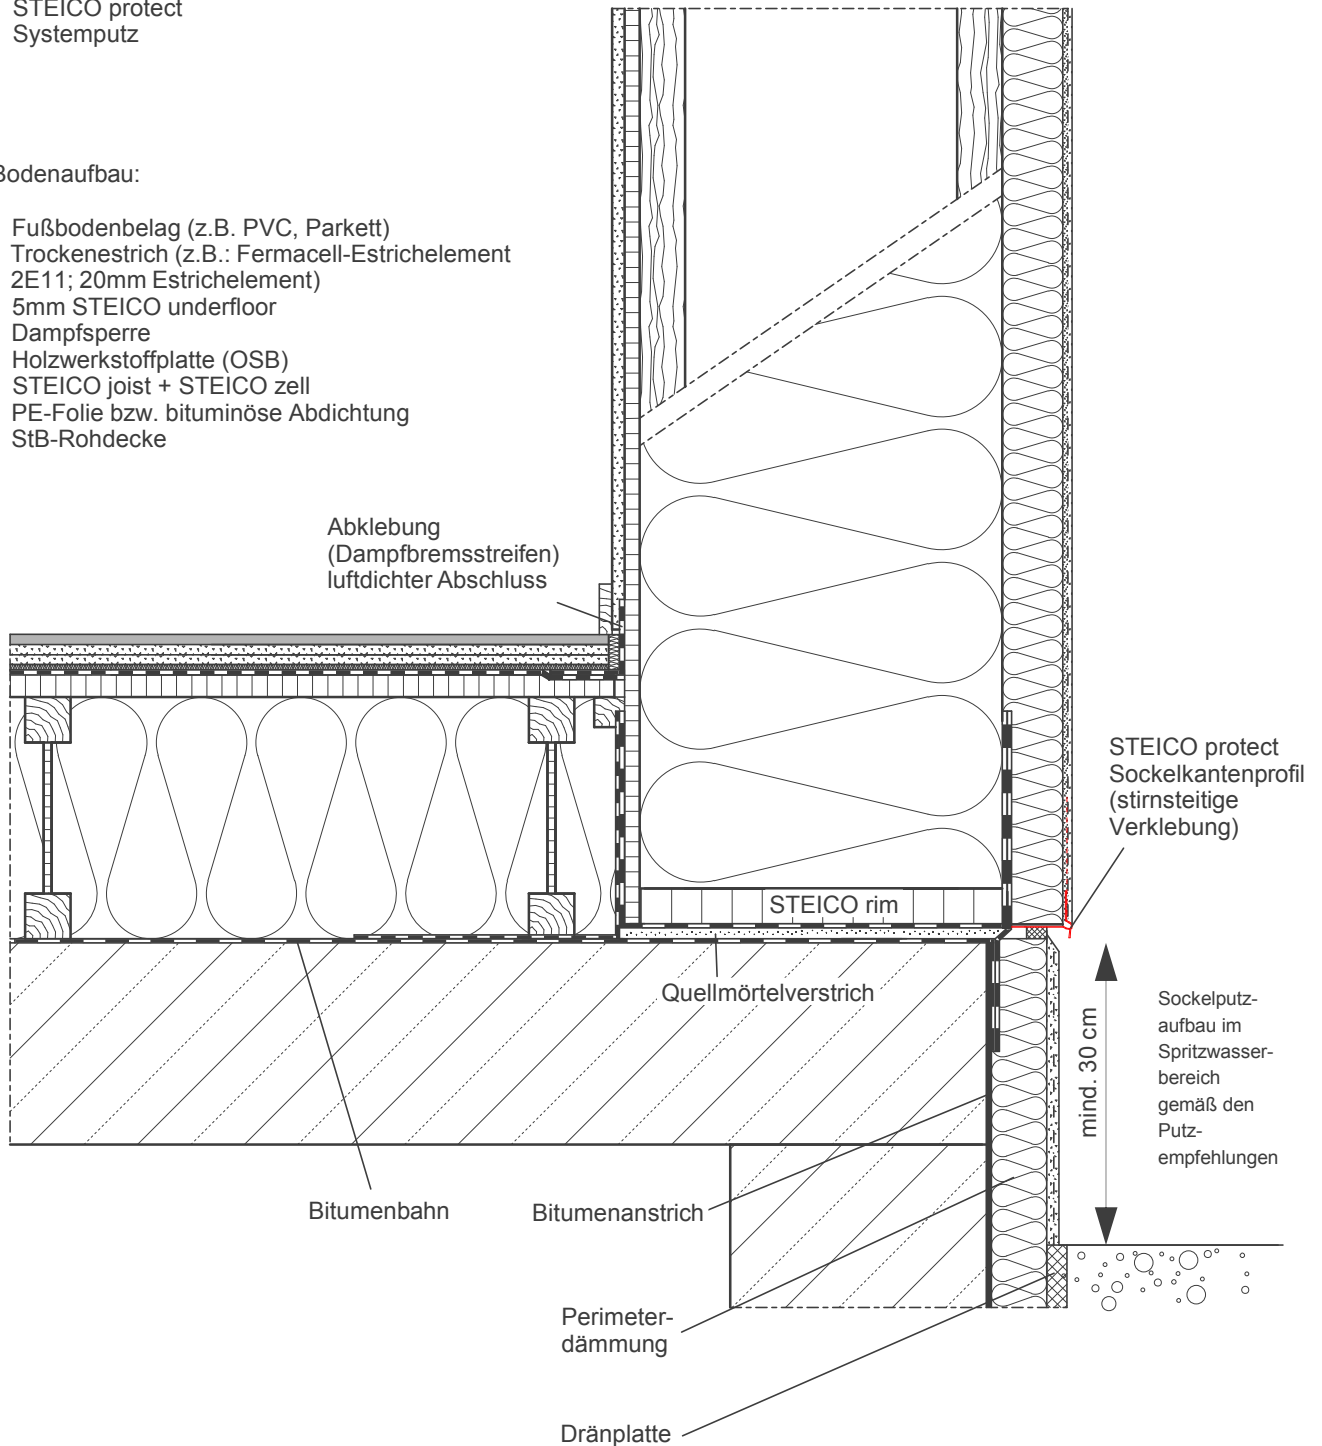 STEICO protect
Systemputz
Bodenaufbau:
Fußbodenbelag (z.B. PVC, Parkett)
Trockenestrich (z.B.: Fermacell-Estrichelement
2E11; 20mm Estrichelement)
5mm STEICO underfloor
Dampfsperre
Holzwerkstoffplatte (OSB)
STEICO joist + STEICO zell
PE-Folie bzw. bituminöse Abdichtung
StB-Rohdecke
Abklebung
(Dampfbremsstreifen)
luftdichter Abschluss
STEICO protect
Sockelkantenprofil
(stirnsteitige
Verklebung)
STEICO rim
Quellmörtelverstrich
mind. 30 cm
Sockelputz-
aufbau im
Spritzwasser-
bereich
gemäß den
Putz-
empfehlungen
Bitumenbahn
Bitumenanstrich
Perimeter-
dämmung
Dränplatte